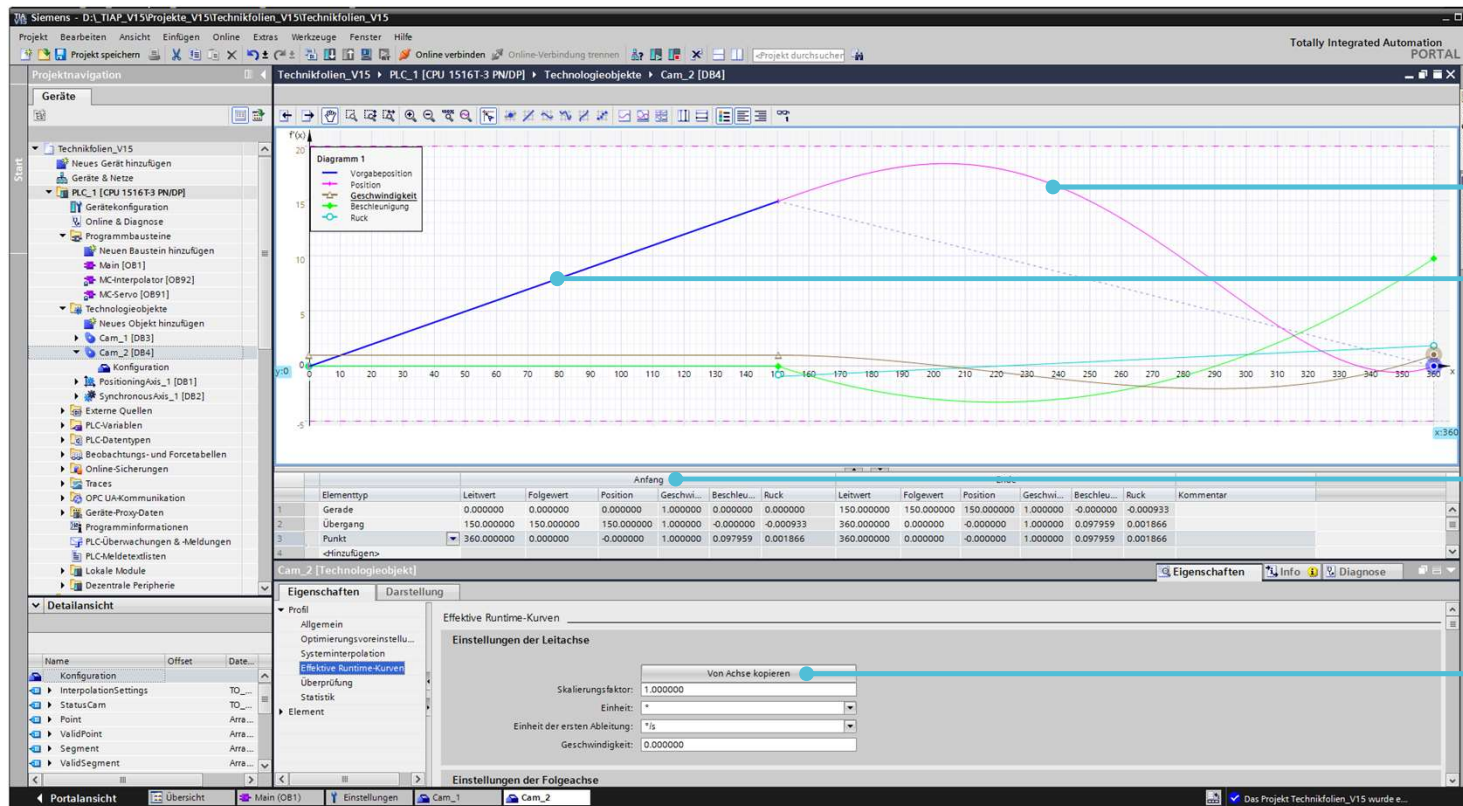 Siemens - D:\_TIAP_V15\Projekte_V15\Technikfolien_V15\Technikfolien_V15
Projekt Bearbeiten Ansicht Einfügen Online Extras Werkzeuge Fenster Hilfe
Totally Integrated Automation
PORTAL
Projekt speichern Online verbinden Online-Verbindung trennen <Projekt durchsuchen
Projektnavigation
Technikfolien_V15 PLC_1 [CPU 1516T-3 PN/DP] Technologieobjekte Cam_2 [DB4]
Geräte
Start
Technikfolien_V15
Neues Gerät hinzufügen
Geräte & Netze
PLC_1 [CPU 1516T-3 PN/DP]
Gerätekonfiguration
Online & Diagnose
Programmbausteine
Neuen Baustein hinzufügen
Main [OB1]
MC-Interpolator [OB92]
MC-Servo [OB91]
Technologieobjekte
Neues Objekt hinzufügen
Cam_1 [DB3]
Cam_2 [DB4]
Konfiguration
PositioningAxis_1 [DB1]
SynchronousAxis_1 [DB2]
Externe Quellen
PLC-Variablen
PLC-Datentypen
Beobachtungs- und Forcetabellen
Online-Sicherungen
Traces
OPC UA-Kommunikation
Geräte-Proxy-Daten
Programminformationen
PLC-Überwachungen & -Meldungen
PLC-Meldetextlisten
Lokale Module
Dezentrale Peripherie
f'(x)
20
15
10
5
0
-5
Diagramm 1
Vorgabeposition
Position
Geschwindigkeit
Beschleunigung
Ruck
y:0
0 10 20 30 40 50 60 70 80 90 100 110 120 130 140 150 160 170 180 190 200 210 220 230 240 250 260 270 280 290 300 310 320 330 340 350 360 x
x:360
Anfang Ende
Elementtyp Leitwert Folgewert Position Geschwi... Beschleu... Ruck Leitwert Folgewert Position Geschwi... Beschleu... Ruck Kommentar
1 Gerade 0.000000 0.000000 0.000000 1.000000 0.000000 0.000000 150.000000 150.000000 150.000000 1.000000 -0.000000 -0.000933
2 Übergang 150.000000 150.000000 150.000000 1.000000 -0.000000 -0.000933 360.000000 0.000000 -0.000000 1.000000 0.097959 0.001866
3 Punkt 360.000000 0.000000 -0.000000 1.000000 0.097959 0.001866 360.000000 0.000000 -0.000000 1.000000 0.097959 0.001866
4 <Hinzufügen>
Cam_2 [Technologieobjekt]
Eigenschaften Info Diagnose
Eigenschaften Darstellung
Profil
Allgemein
Optimierungsvoreinstellu...
Systeminterpolation
Effektive Runtime-Kurven
Überprüfung
Statistik
Element
Effektive Runtime-Kurven
Einstellungen der Leitachse
Von Achse kopieren
Skalierungsfaktor: 1.000000
Einheit: °
Einheit der ersten Ableitung: °/s
Geschwindigkeit: 0.000000
Einstellungen der Folgeachse
Detailansicht
Name Offset Date...
Konfiguration
InterpolationSettings TO_...
StatusCam TO_...
Point Arra...
ValidPoint Arra...
Segment Arra...
ValidSegment Arra...
Portalansicht Übersicht Main (OB1) Einstellungen Cam_1 Cam_2
Das Projekt Technikfolien_V15 wurde e...